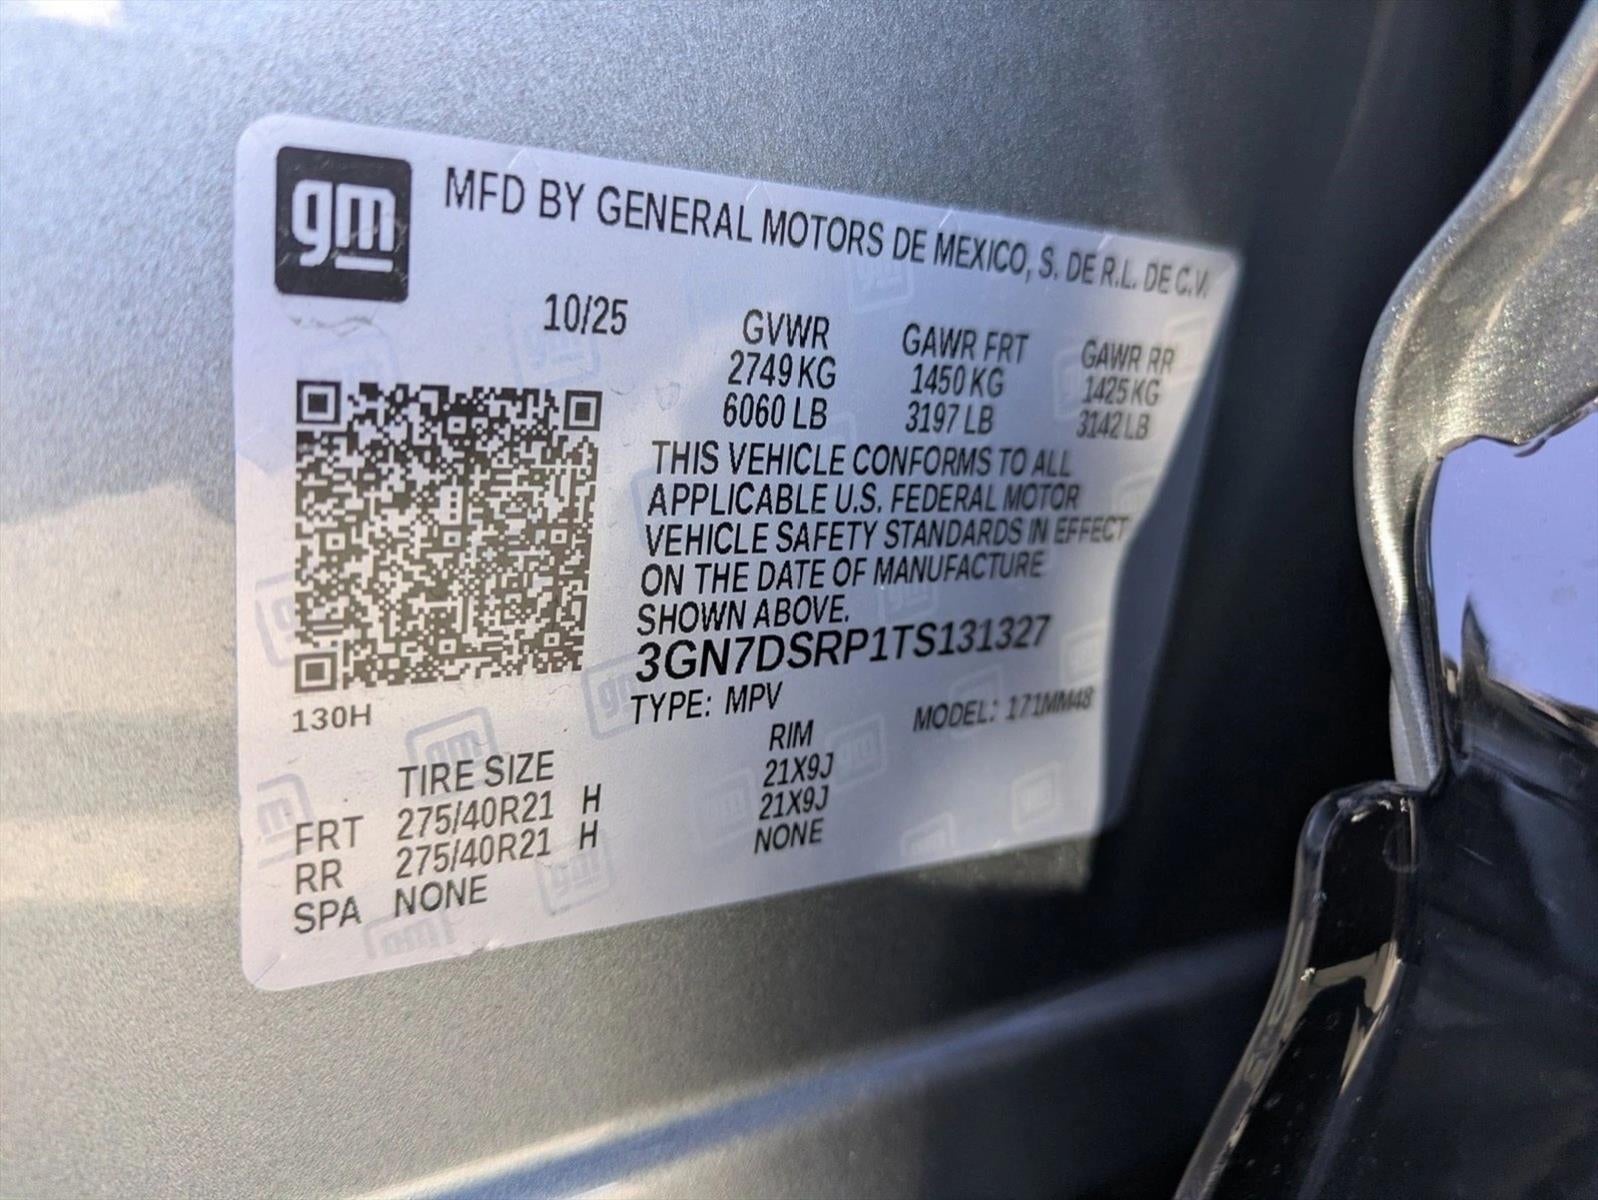 gm
MFD BY GENERAL MOTORS DE MEXICO, S. DE R.L. DE C.V.
10/25
GVWR GAWR FRT GAWR RR
2749 KG 1450 KG 1425 KG
6060 LB 3197 LB 3142 LB
THIS VEHICLE CONFORMS TO ALL
APPLICABLE U.S. FEDERAL MOTOR
VEHICLE SAFETY STANDARDS IN EFFECT
ON THE DATE OF MANUFACTURE
SHOWN ABOVE.
3GN7DSRP1TS131327
TYPE: MPV MODEL: 171MM48
130H
TIRE SIZE RIM
FRT 275/40R21 H 21X9J
RR 275/40R21 H 21X9J
SPA NONE NONE